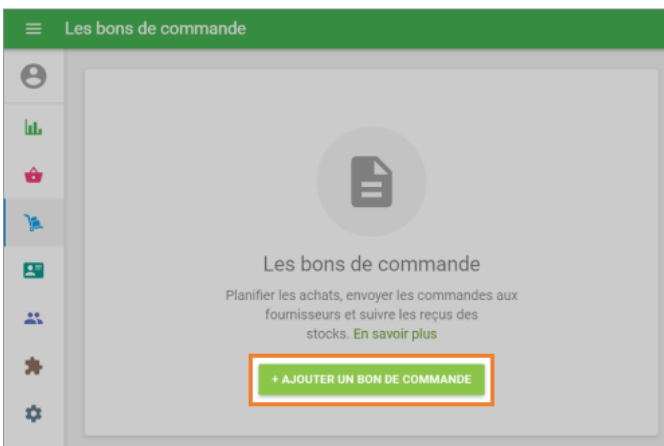 Les bons de commande
Les bons de commande
Planifier les achats, envoyer les commandes aux
fournisseurs et suivre les reçus des
stocks. En savoir plus
+ AJOUTER UN BON DE COMMANDE